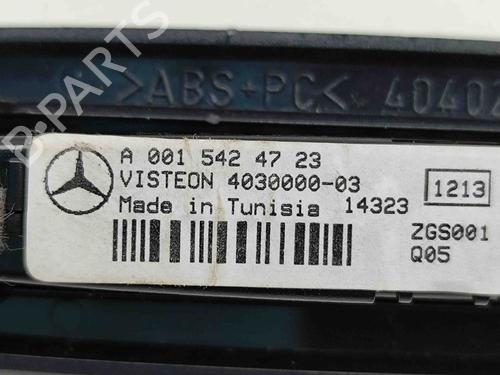 >ABS+PC<
A 001 542 47 23
VISTEON 4030000-03
1213
Made in Tunisia 14323
ZGS001
Q05
B-PARTS